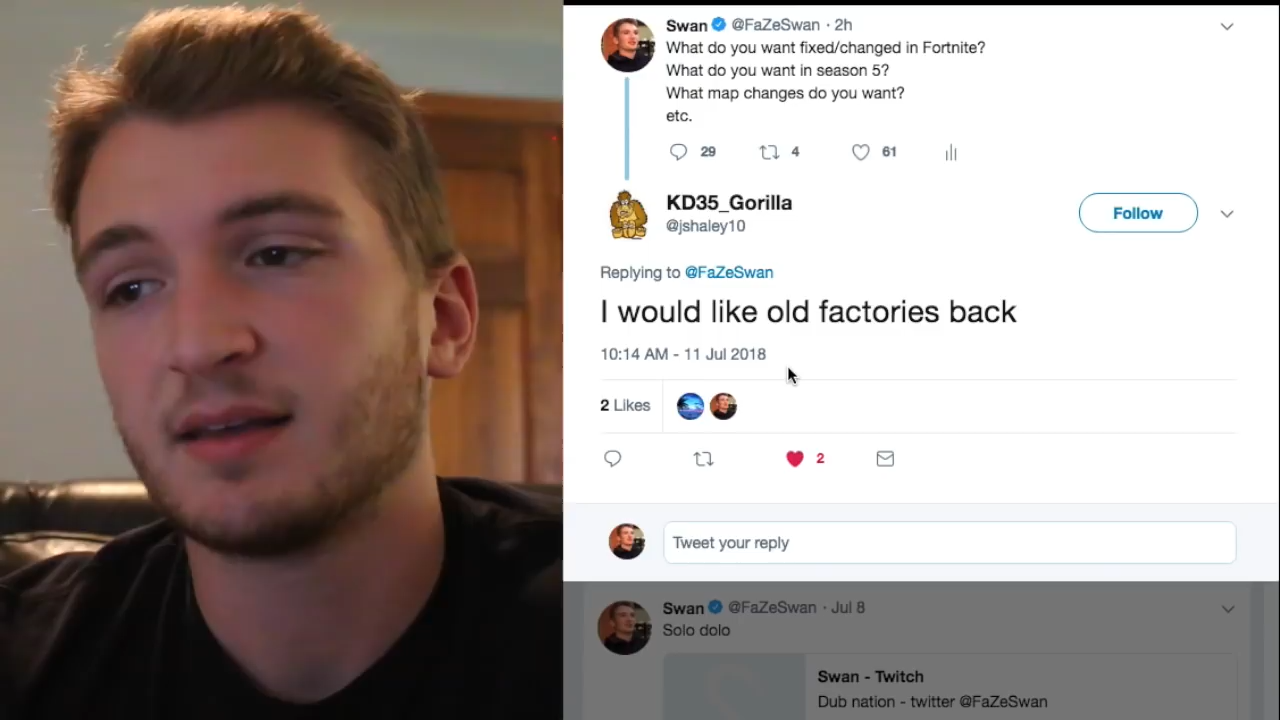 Swan @FaZeSwan · 2h
What do you want fixed/changed in Fortnite?
What do you want in season 5?
What map changes do you want?
etc.
29 4 61
KD35_Gorilla
@jshaley10
Follow
Replying to @FaZeSwan
I would like old factories back
10:14 AM - 11 Jul 2018
2 Likes
2
Tweet your reply
Swan @FaZeSwan · Jul 8
Solo dolo
Swan - Twitch
Dub nation - twitter @FaZeSwan